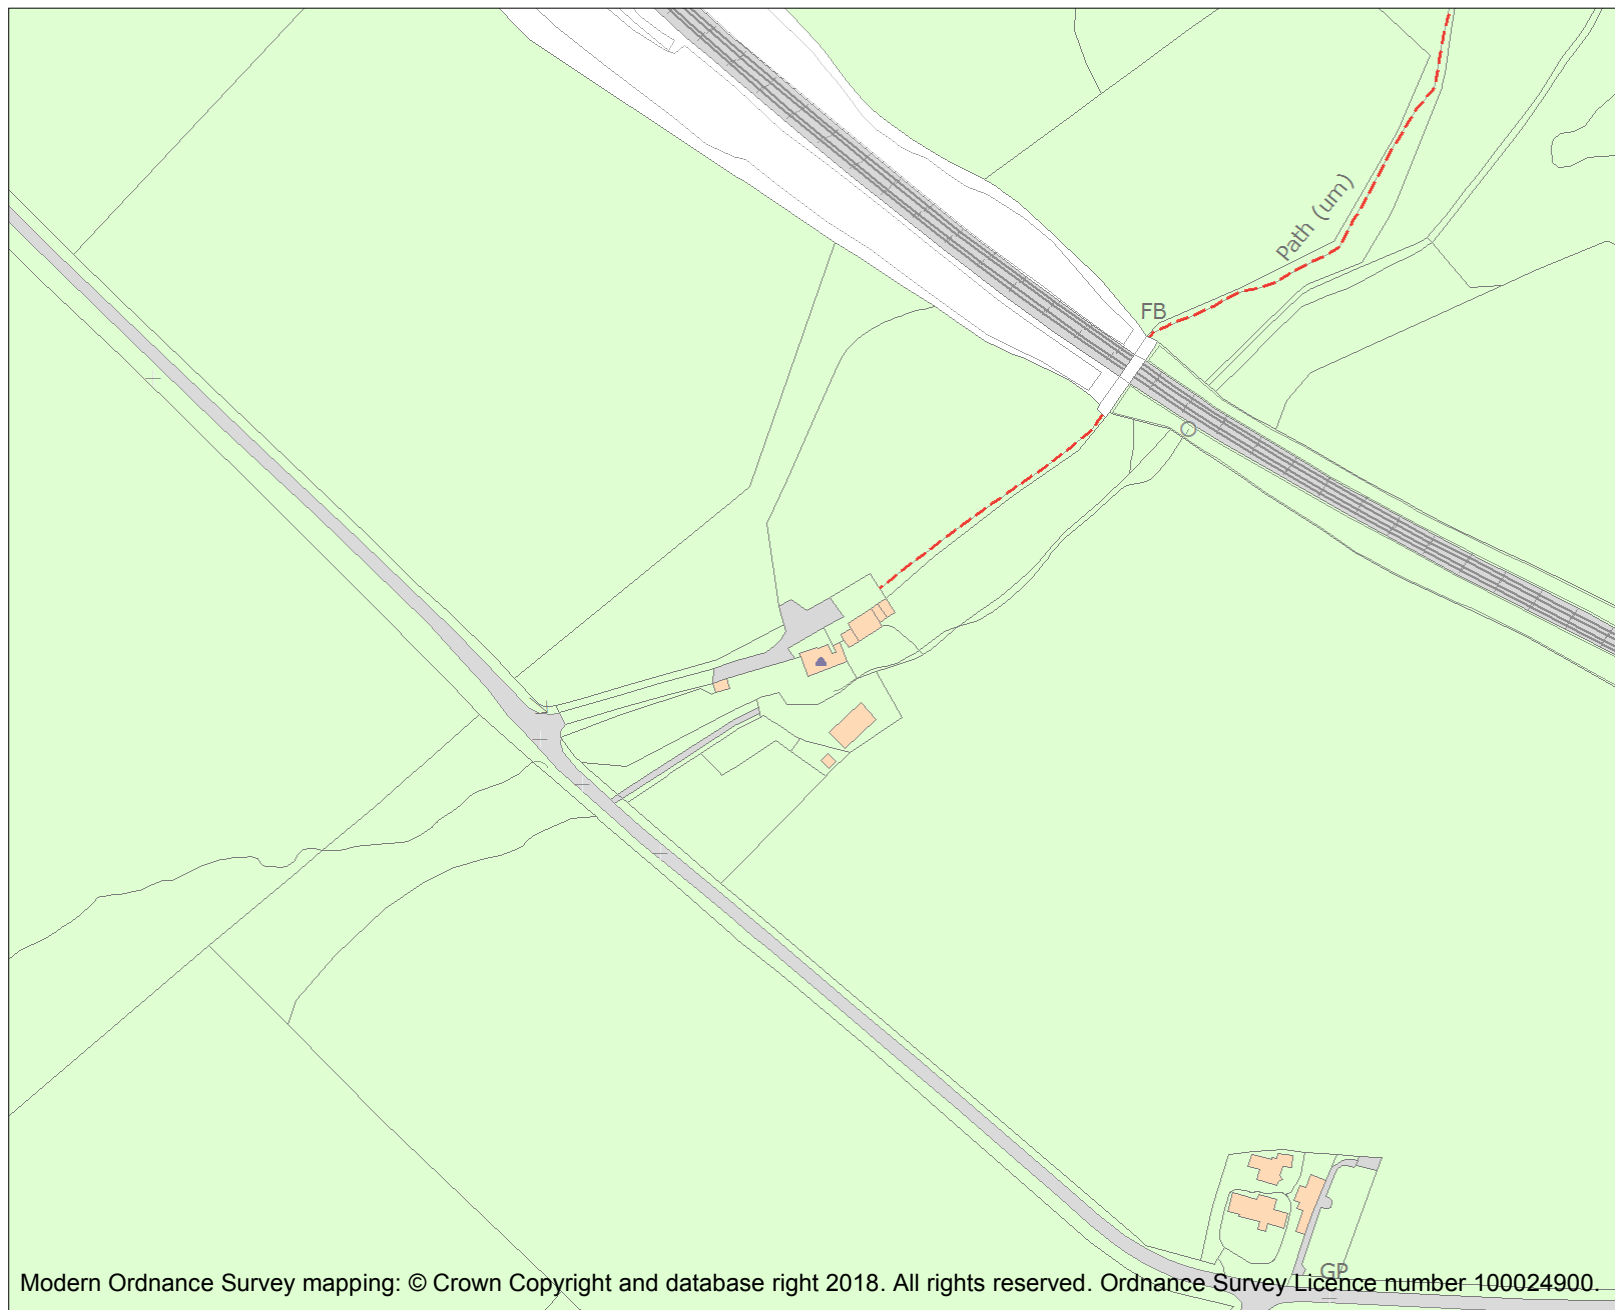 Path (um)
FB
GP
Modern Ordnance Survey mapping: © Crown Copyright and database right 2018. All rights reserved. Ordnance Survey Licence number 100024900.